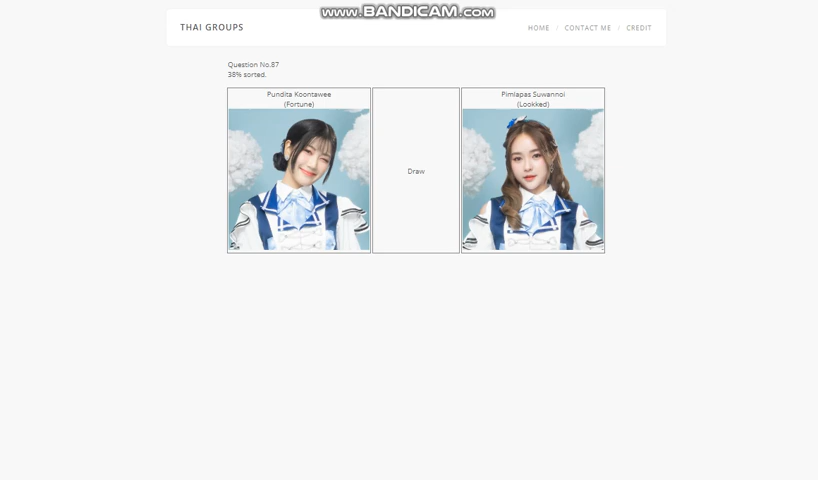 www.BANDICAM.com
THAI GROUPS
HOME / CONTACT ME / CREDIT
Question No.87
38% sorted.
Pundita Koontawee
(Fortune)
Draw
Pimlapas Suwannoi
(Lookked)